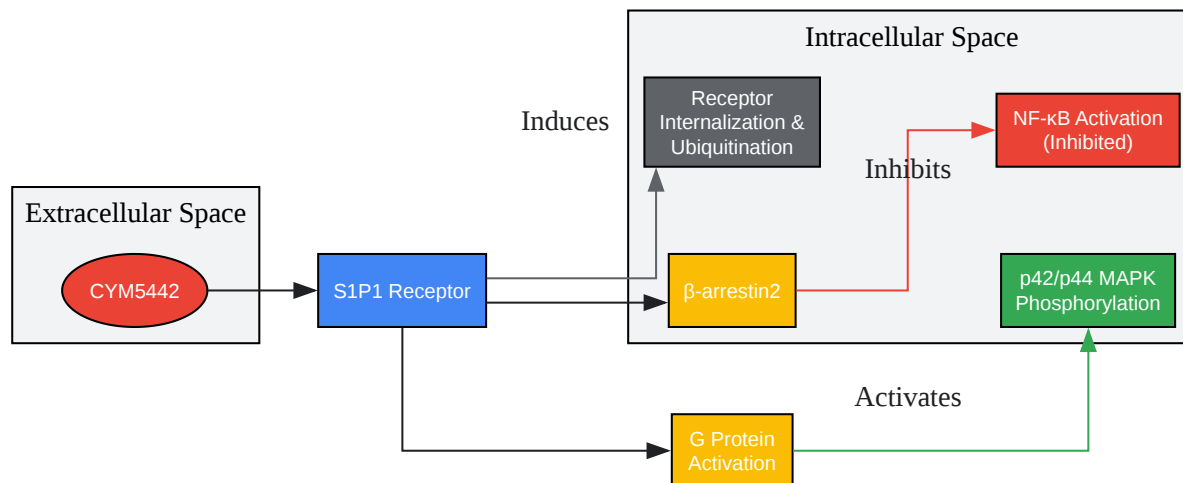 Intracellular Space
Receptor
Internalization &
Ubiquitination
Induces
NF-κB Activation
(Inhibited)
Inhibits
Extracellular Space
CYM5442
S1P1 Receptor
β-arrestin2
p42/p44 MAPK
Phosphorylation
Activates
G Protein
Activation